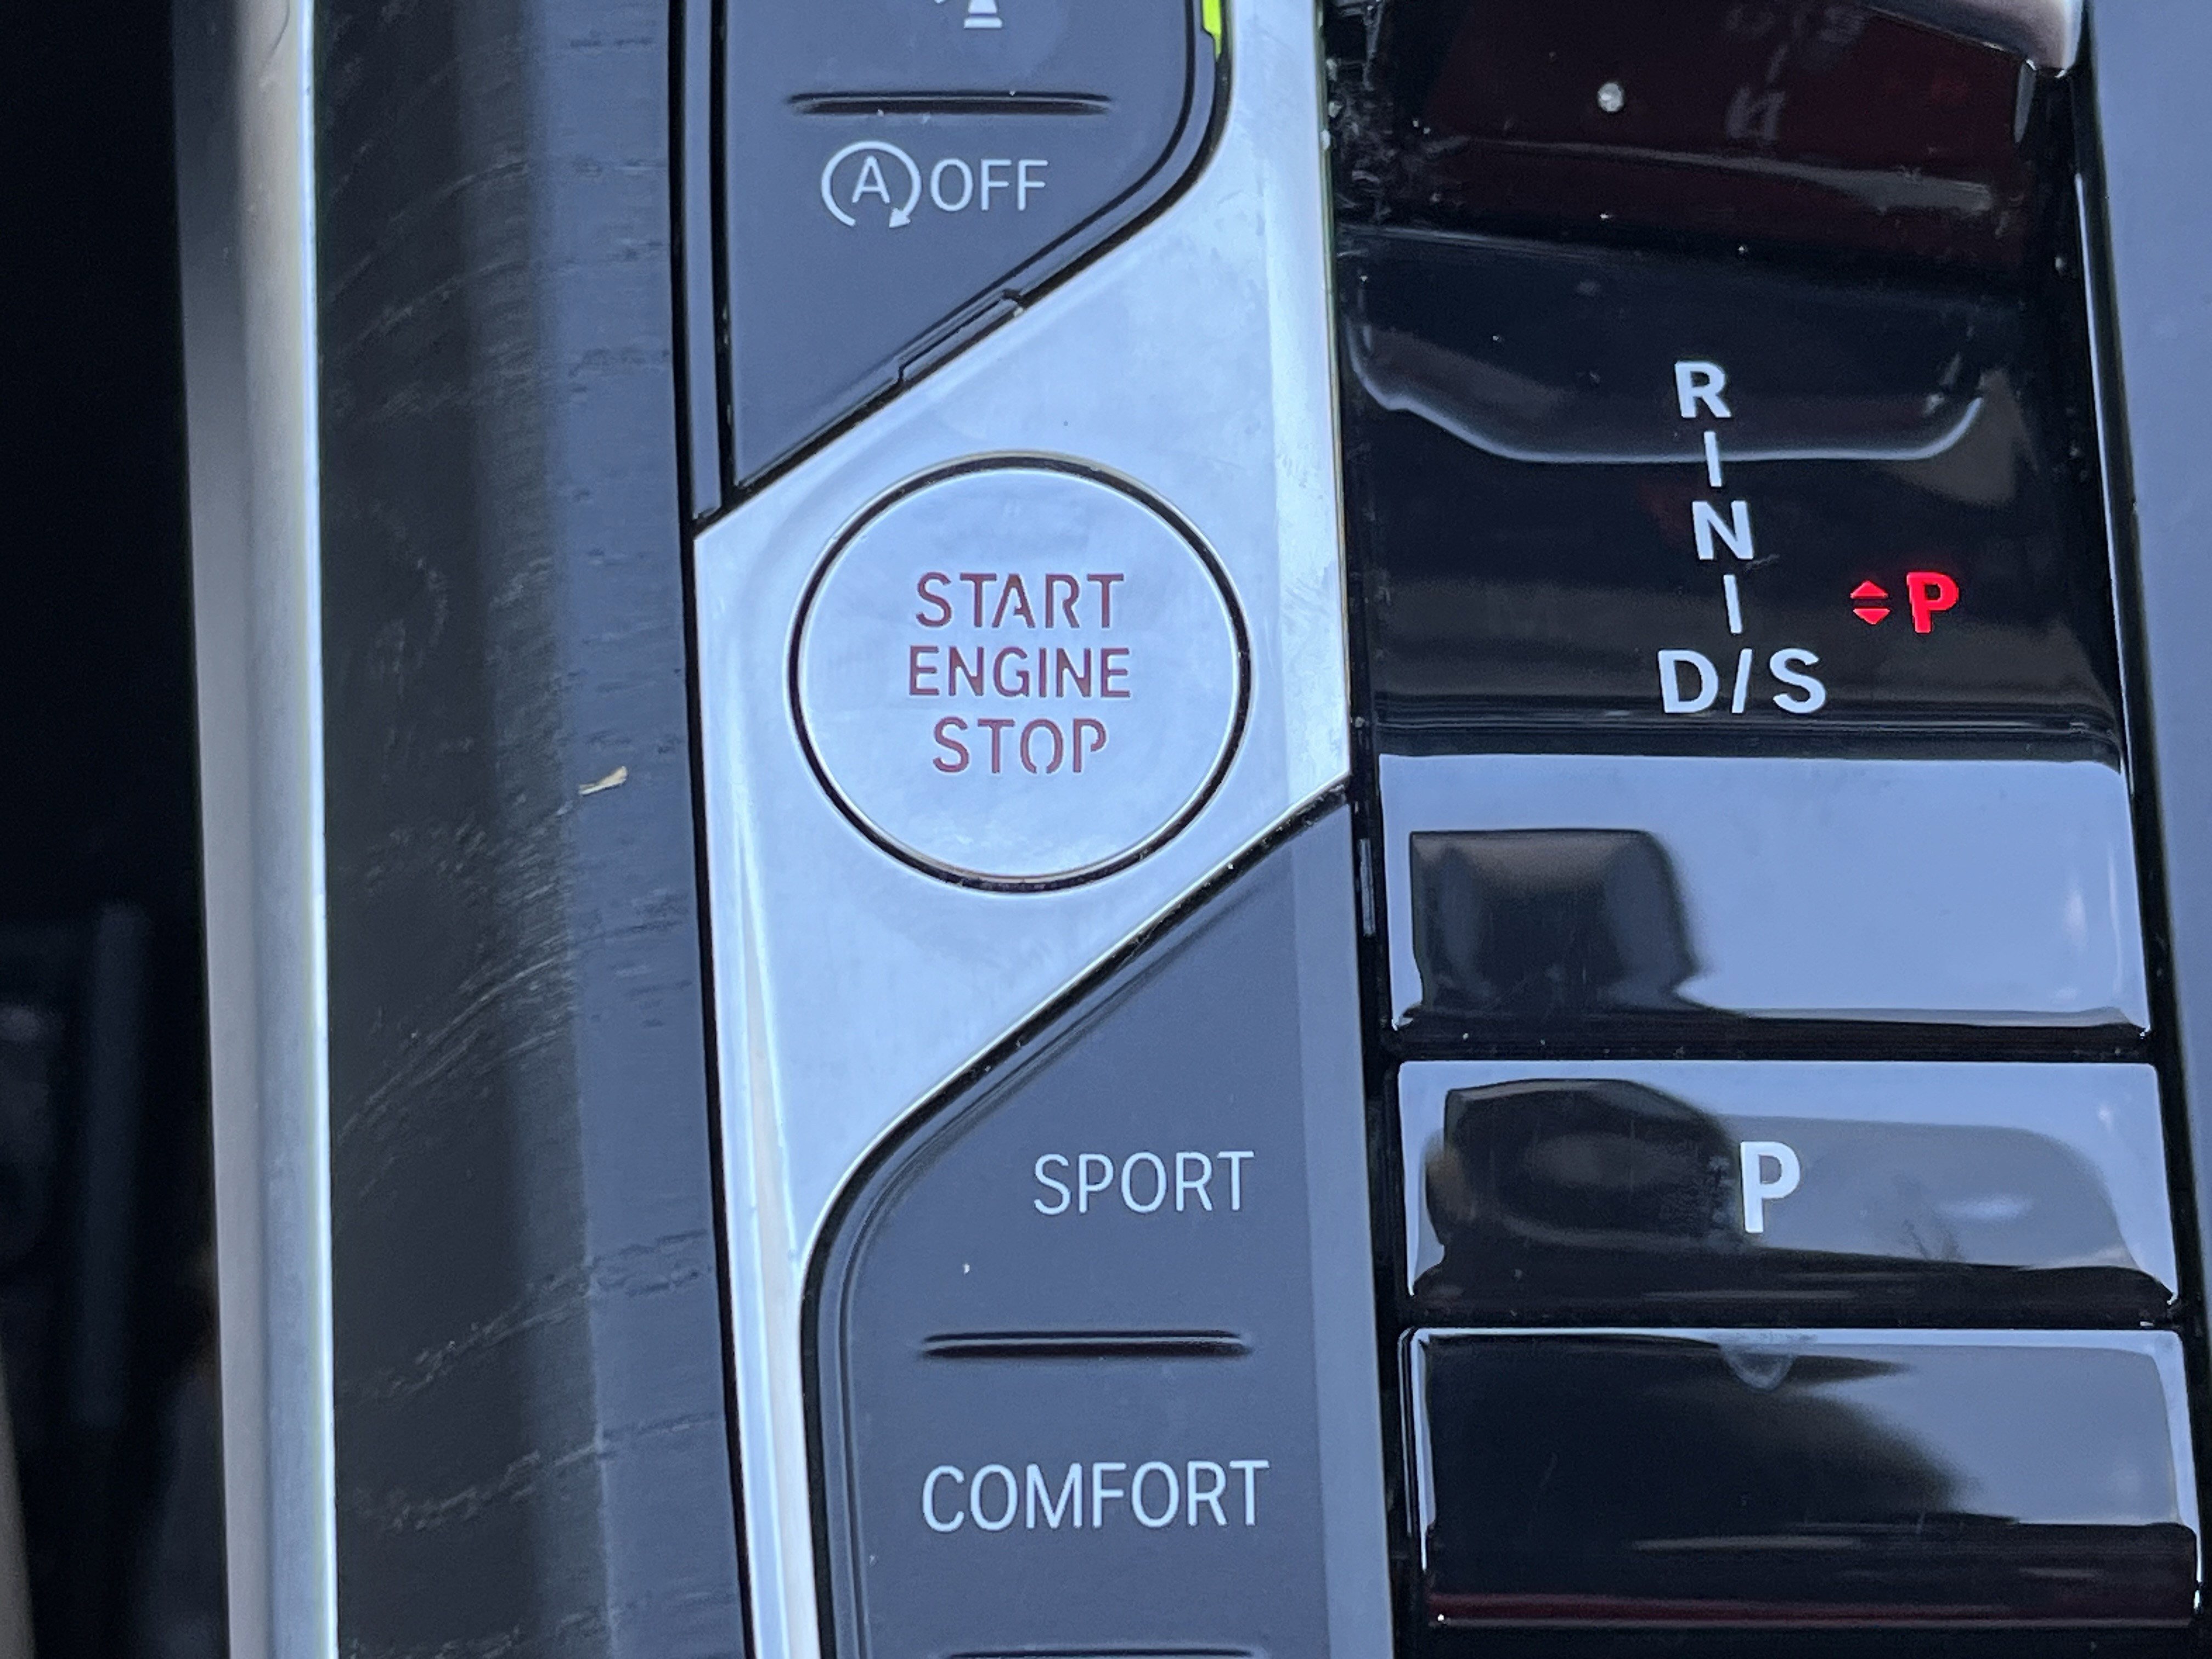 A OFF
START
ENGINE
STOP
R
N
P
D/S
P
SPORT
COMFORT